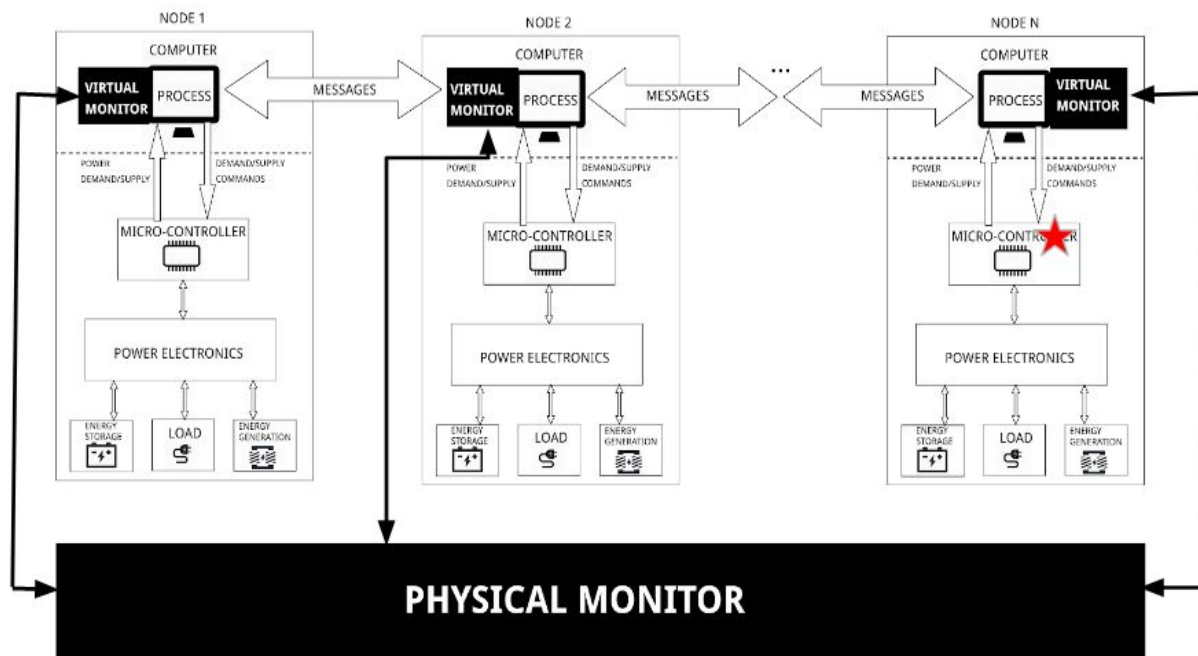 NODE 1
COMPUTER
VIRTUAL
MONITOR
PROCESS
MESSAGES
POWER
DEMAND/SUPPLY
DEMAND/SUPPLY
COMMANDS
MICRO-CONTROLLER
POWER ELECTRONICS
ENERGY
STORAGE
LOAD
ENERGY
GENERATION
NODE 2
COMPUTER
VIRTUAL
MONITOR
PROCESS
MESSAGES
...
MESSAGES
POWER
DEMAND/SUPPLY
DEMAND/SUPPLY
COMMANDS
MICRO-CONTROLLER
POWER ELECTRONICS
ENERGY
STORAGE
LOAD
ENERGY
GENERATION
NODE N
COMPUTER
PROCESS
VIRTUAL
MONITOR
POWER
DEMAND/SUPPLY
DEMAND/SUPPLY
COMMANDS
MICRO-CONTROLLER
POWER ELECTRONICS
ENERGY
STORAGE
LOAD
ENERGY
GENERATION
PHYSICAL MONITOR